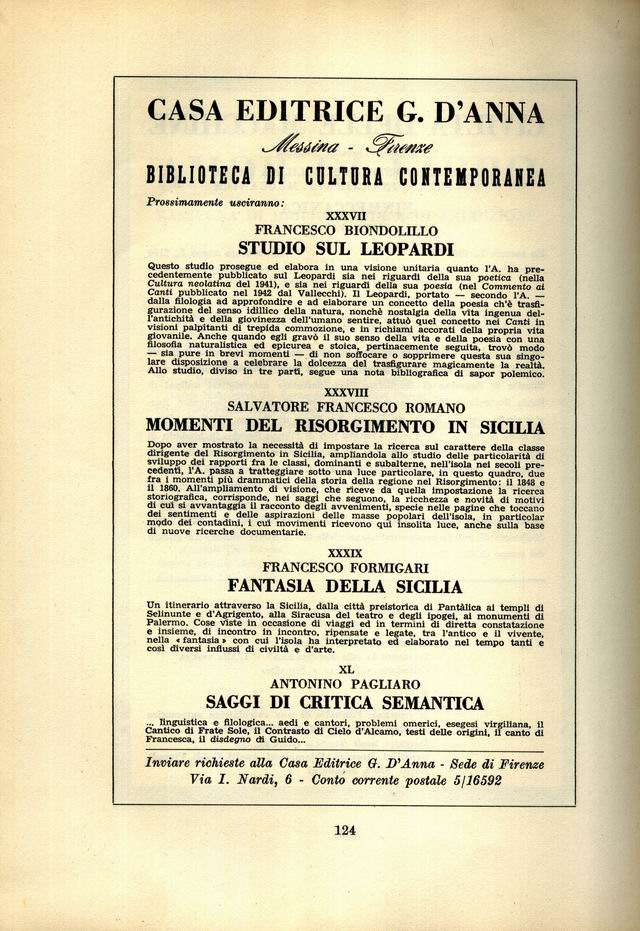 CASA EDITRICE G. D'ANNA
Messina - Firenze
BIBLIOTECA DI CULTURA CONTEMPORANEA
Prossimamente usciranno:
XXXVII
FRANCESCO BIONDOLILLO
STUDIO SUL LEOPARDI
Questo studio prosegue ed elabora in una visione unitaria quanto l'A. ha pre-
cedentemente pubblicato sul Leopardi sia nei riguardi della sua poetica (nella
Cultura neolatina del 1941), e sia nei riguardi della sua poesia (nel Commento ai
Canti pubblicato nel 1942 dal Vallecchi). Il Leopardi, portato — secondo l'A. —
dalla filologia ad approfondire e ad elaborare un concetto della poesia ch'è trasfi-
gurazione del senso idillico della natura, nonchè nostalgia della vita ingenua del-
l'antichità e della giovinezza dell'umano sentire, attuò quel concetto nei Canti in
visioni palpitanti di trepida commozione, e in richiami accorati della propria vita
giovanile. Anche quando egli gravò il suo senso della vita e della poesia con una
filosofia naturalistica ed epicurea e stoica, pertinacemente seguita, trovò modo
— sia pure in brevi momenti — di non soffocare o sopprimere questa sua singo-
lare disposizione a celebrare la dolcezza del trasfigurare magicamente la realtà.
Allo studio, diviso in tre parti, segue una nota bibliografica di sapor polemico.
XXXVIII
SALVATORE FRANCESCO ROMANO
MOMENTI DEL RISORGIMENTO IN SICILIA
Dopo aver mostrato la necessità di impostare la ricerca sul carattere della classe
dirigente del Risorgimento in Sicilia, ampliandola allo studio delle particolarità di
sviluppo dei rapporti fra le classi, dominanti e subalterne, nell'isola nei secoli pre-
cedenti, l'A. passa a tratteggiare sotto una luce particolare, in questo quadro, due
fra i momenti più drammatici della storia della regione nel Risorgimento: il 1848 e
il 1860. All'ampliamento di visione, che riceve da quella impostazione la ricerca
storiografica, corrisponde, nei saggi che seguono, la ricchezza e novità di motivi
di cui si avvantaggia il racconto degli avvenimenti, specie nelle pagine che toccano
dei sentimenti e delle aspirazioni delle masse popolari dell'isola, in particolar
modo dei contadini, i cui movimenti ricevono qui insolita luce, anche sulla base
di nuove ricerche documentarie.
XXXIX
FRANCESCO FORMIGARI
FANTASIA DELLA SICILIA
Un itinerario attraverso la Sicilia, dalla città preistorica di Pantàlica ai templi di
Selinunte e d'Agrigento, alla Siracusa del teatro e degli ipogei, ai monumenti di
Palermo. Cose viste in occasione di viaggi ed in termini di diretta constatazione
e insieme, di incontro in incontro, ripensate e legate, tra l'antico e il vivente,
nella «fantasia» con cui l'isola ha interpretato ed elaborato nel tempo tanti e
così diversi influssi di civiltà e d'arte.
XL
ANTONINO PAGLIARO
SAGGI DI CRITICA SEMANTICA
... linguistica e filologica... aedi e cantori, problemi omerici, esegesi virgiliana, il
Cantico di Frate Sole, il Contrasto di Cielo d'Alcamo, testi delle origini, il canto di
Francesca, il disdegno di Guido...
Inviare richieste alla Casa Editrice G. D'Anna - Sede di Firenze
Via I. Nardi, 6 - Conto corrente postale 5/16592
124